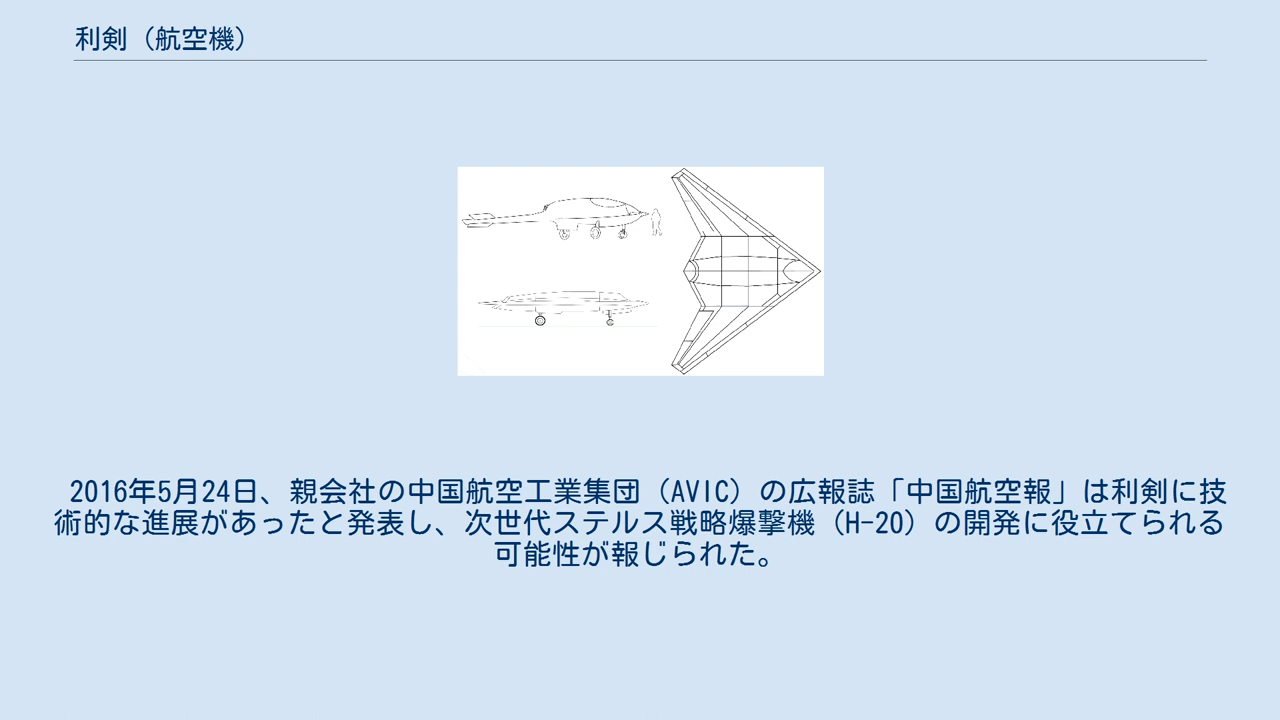 利剣（航空機）
2016年5月24日、親会社の中国航空工業集団（AVIC）の広報誌「中国航空報」は利剣に技
術的な進展があったと発表し、次世代ステルス戦略爆撃機（H-20）の開発に役立てられる
可能性が報じられた。